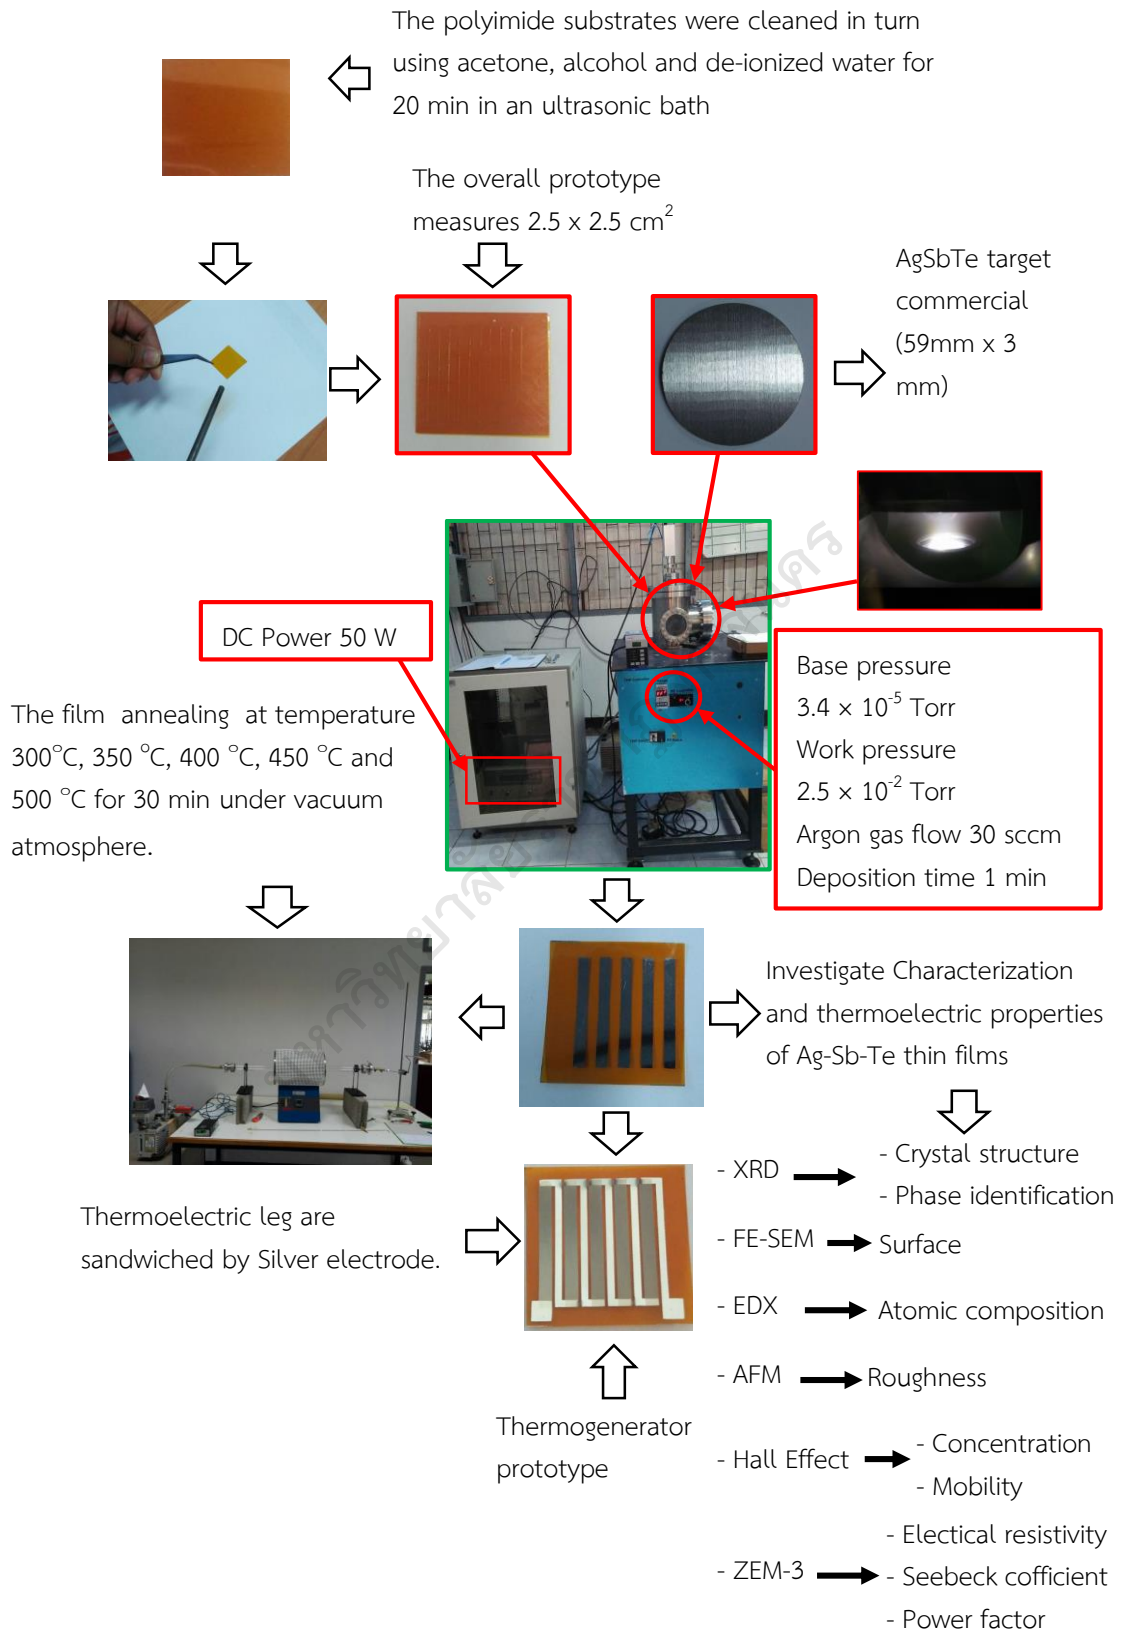 The polyimide substrates were cleaned in turn
using acetone, alcohol and de-ionized water for
20 min in an ultrasonic bath
The overall prototype
measures 2.5 x 2.5 cm²
AgSbTe target
commercial
(59mm x 3
mm)
DC Power 50 W
Base pressure
3.4 × 10⁻⁵ Torr
Work pressure
2.5 × 10⁻² Torr
Argon gas flow 30 sccm
Deposition time 1 min
The film annealing at temperature
300°C, 350 °C, 400 °C, 450 °C and
500 °C for 30 min under vacuum
atmosphere.
Investigate Characterization
and thermoelectric properties
of Ag-Sb-Te thin films
Thermoelectric leg are
sandwiched by Silver electrode.
Thermogenerator
prototype
- XRD
- Crystal structure
- Phase identification
- FE-SEM
Surface
- EDX
Atomic composition
- AFM
Roughness
- Hall Effect
- Concentration
- Mobility
- ZEM-3
- Electical resistivity
- Seebeck cofficient
- Power factor